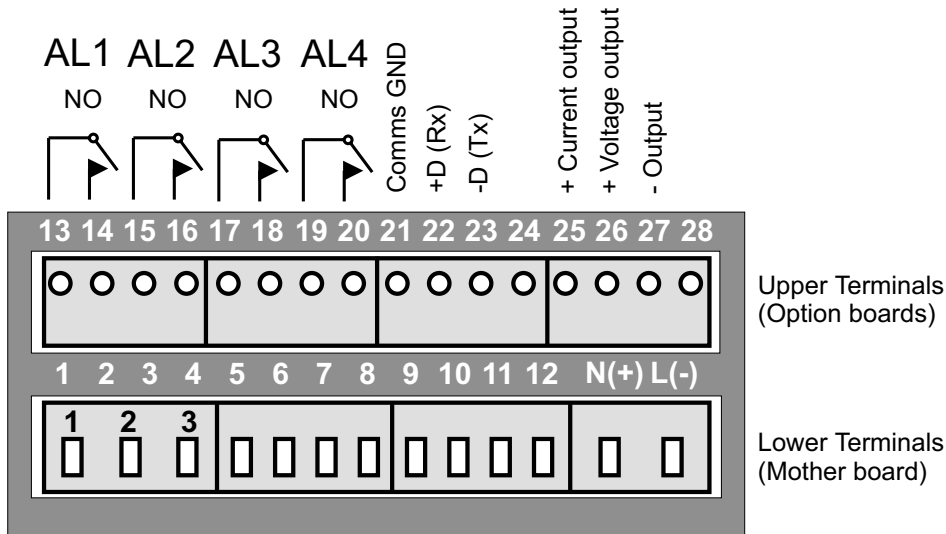 AL1 AL2 AL3 AL4
NO NO NO NO
Comms GND
+D (Rx)
-D (Tx)
+ Current output
+ Voltage output
- Output
13 14 15 16 17 18 19 20 21 22 23 24 25 26 27 28
Upper Terminals
(Option boards)
1 2 3 4 5 6 7 8 9 10 11 12 N(+) L(-)
1 2 3
Lower Terminals
(Mother board)